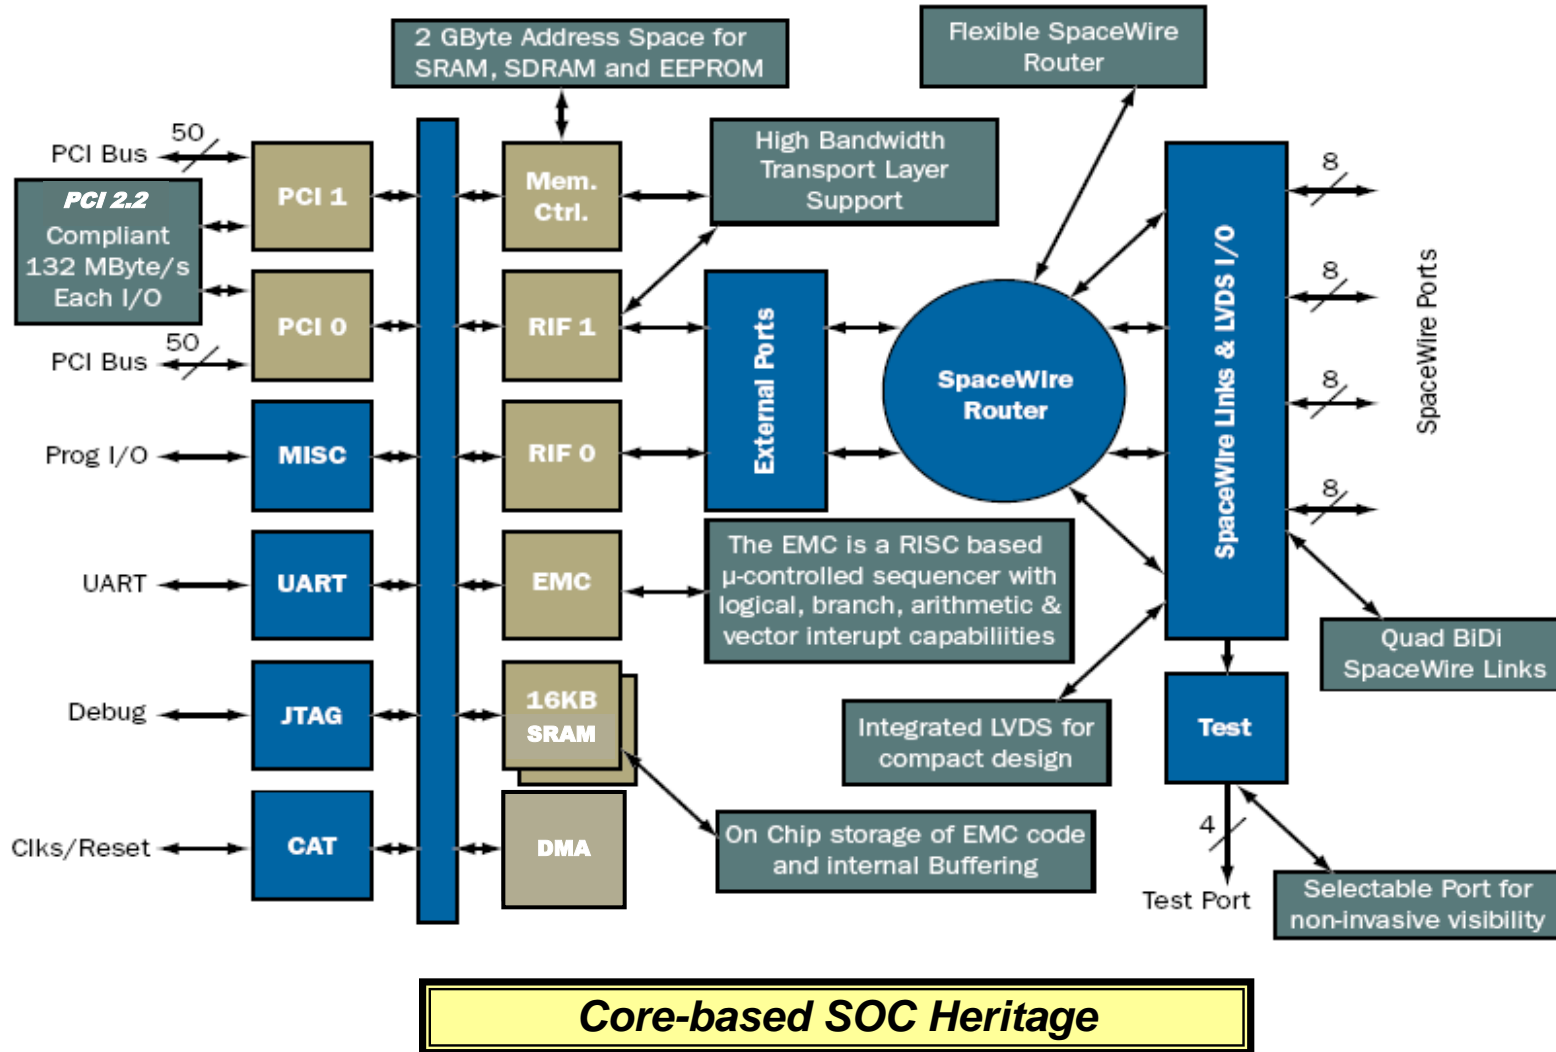 2 GByte Address Space for
SRAM, SDRAM and EEPROM
Flexible SpaceWire
Router
PCI Bus
50
PCI 2.2
Compliant
132 MByte/s
Each I/O
PCI Bus
50
Prog I/O
UART
Debug
Clks/Reset
PCI 1
PCI 0
MISC
UART
JTAG
CAT
Mem.
Ctrl.
RIF 1
RIF 0
EMC
16KB
SRAM
DMA
High Bandwidth
Transport Layer
Support
External Ports
SpaceWire
Router
The EMC is a RISC based
μ-controlled sequencer with
logical, branch, arithmetic &
vector interupt capabiliities
Integrated LVDS for
compact design
On Chip storage of EMC code
and internal Buffering
SpaceWire Links & LVDS I/O
8
8
8
8
SpaceWire Ports
Quad BiDi
SpaceWire Links
Test
4
Test Port
Selectable Port for
non-invasive visibility
Core-based SOC Heritage